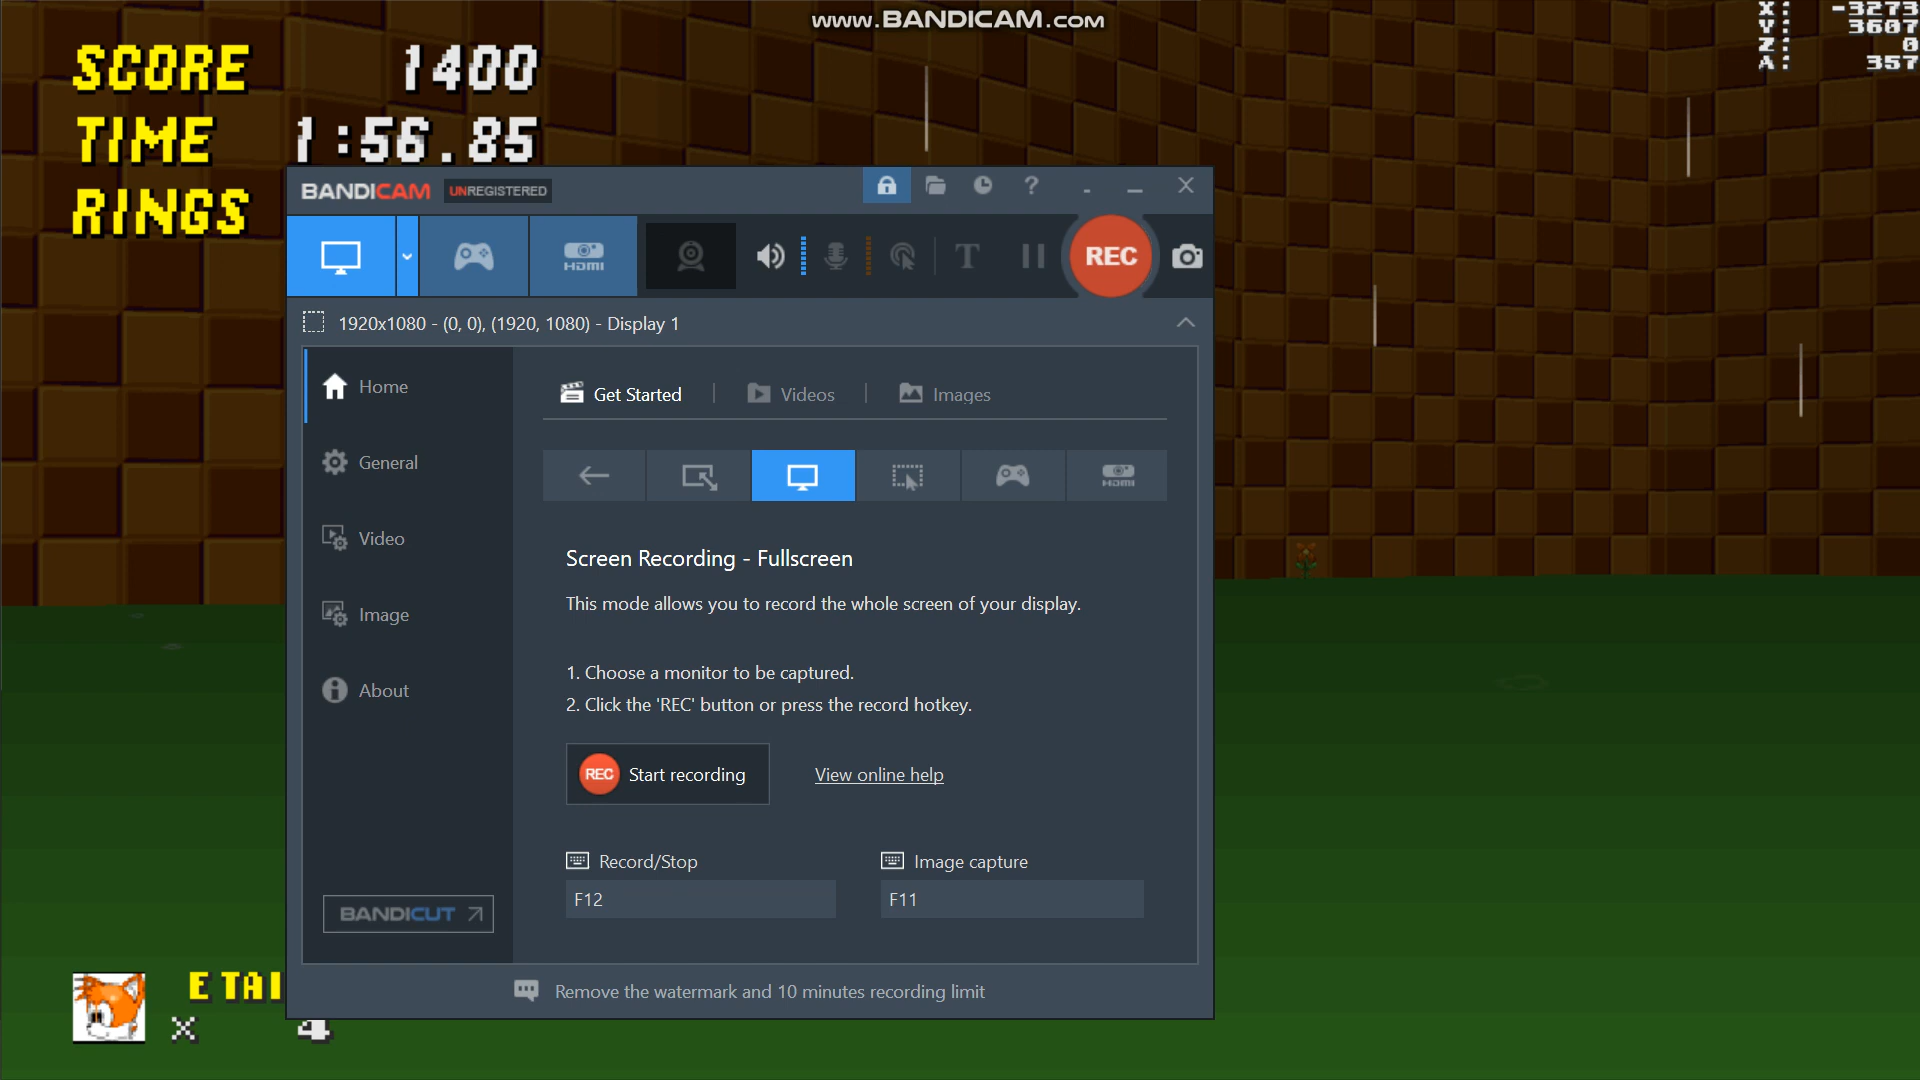 www.BANDICAM.com
X: -3273
Y: 3607
Z: 0
A: 357
SCORE 1400
TIME 1:56.85
RINGS
BANDICAM UNREGISTERED
?
HDMI
T
REC
1920x1080 - (0, 0), (1920, 1080) - Display 1
Home
General
Video
Image
About
BANDICUT
Get Started
Videos
Images
HDMI
Screen Recording - Fullscreen
This mode allows you to record the whole screen of your display.
1. Choose a monitor to be captured.
2. Click the 'REC' button or press the record hotkey.
REC Start recording
View online help
Record/Stop
Image capture
F12
F11
Remove the watermark and 10 minutes recording limit
E TAI
X 4